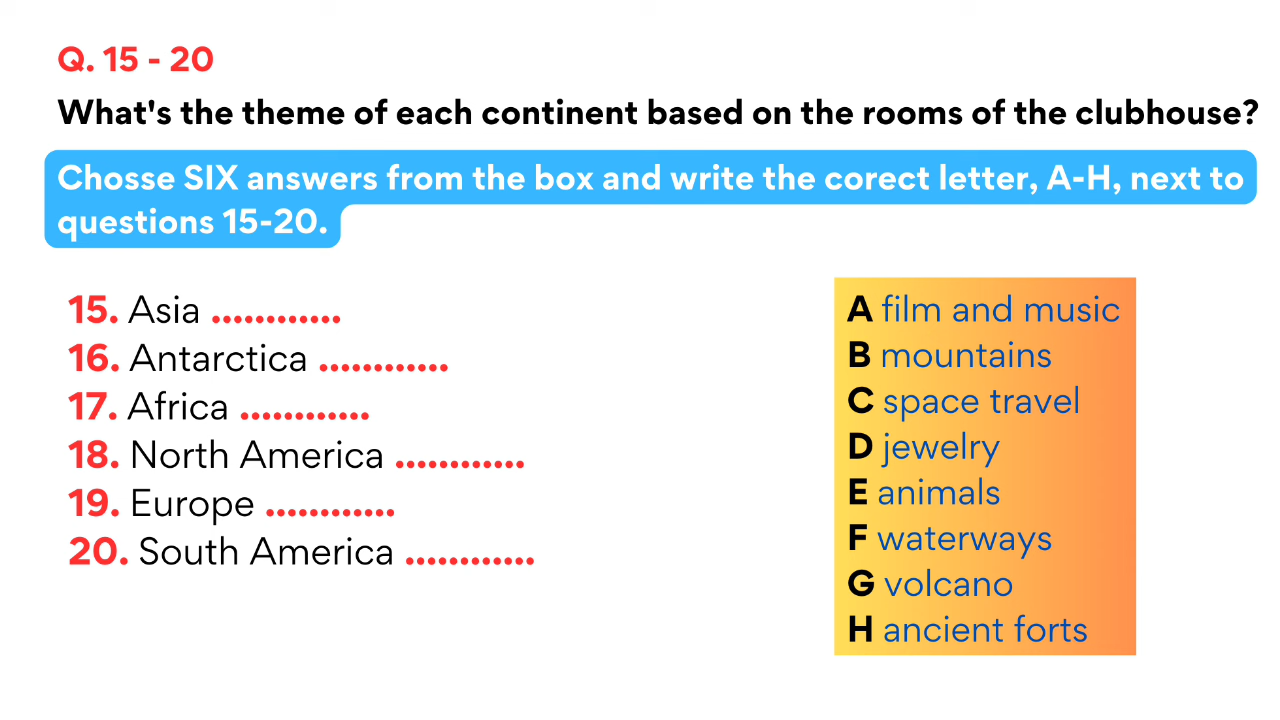 Q. 15 - 20
What's the theme of each continent based on the rooms of the clubhouse?
Chosse SIX answers from the box and write the corect letter, A-H, next to
questions 15-20.
15. Asia ............
16. Antarctica ............
17. Africa ............
18. North America ............
19. Europe ............
20. South America ............
A film and music
B mountains
C space travel
D jewelry
E animals
F waterways
G volcano
H ancient forts